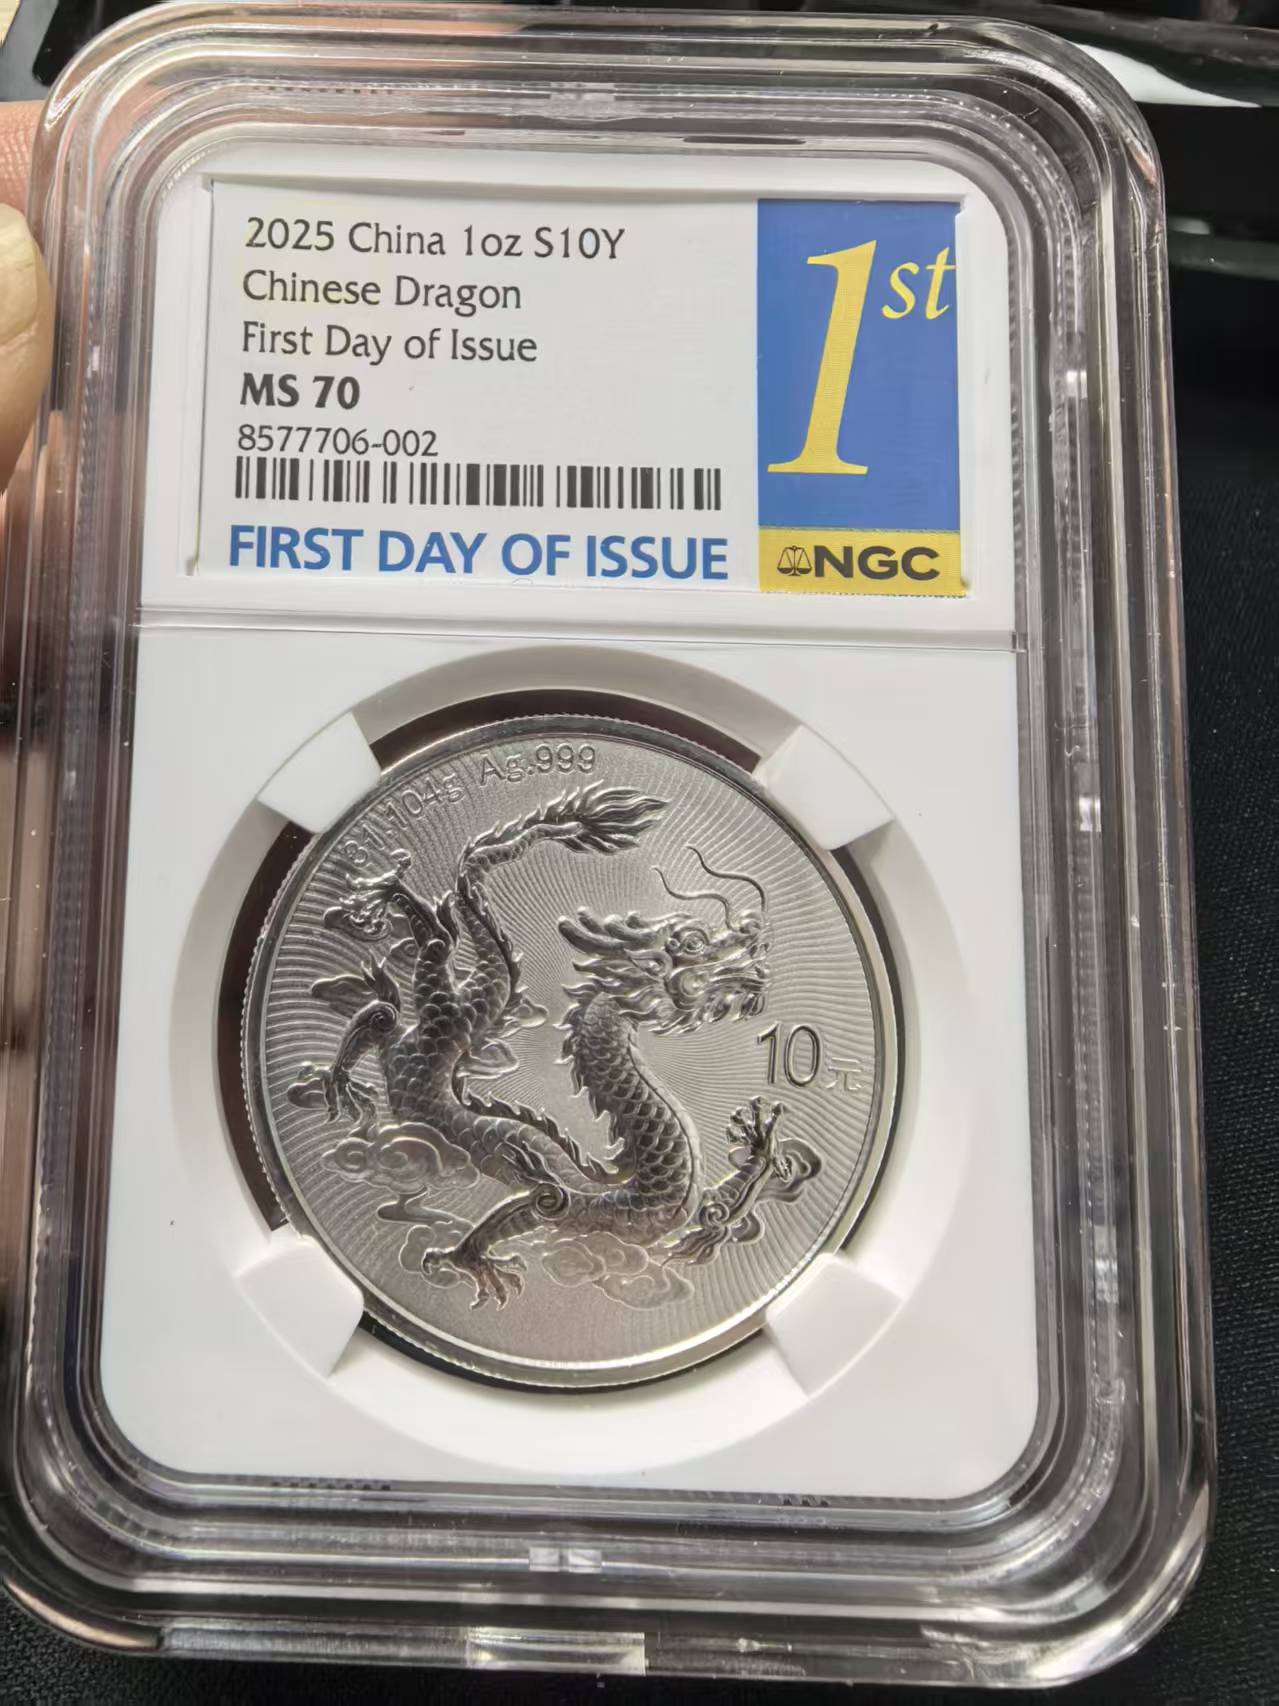 2025 China 1oz S10Y
Chinese Dragon
First Day of Issue
MS 70
8577706-002
FIRST DAY OF ISSUE
1st
NGC
31.104g Ag.999
10元